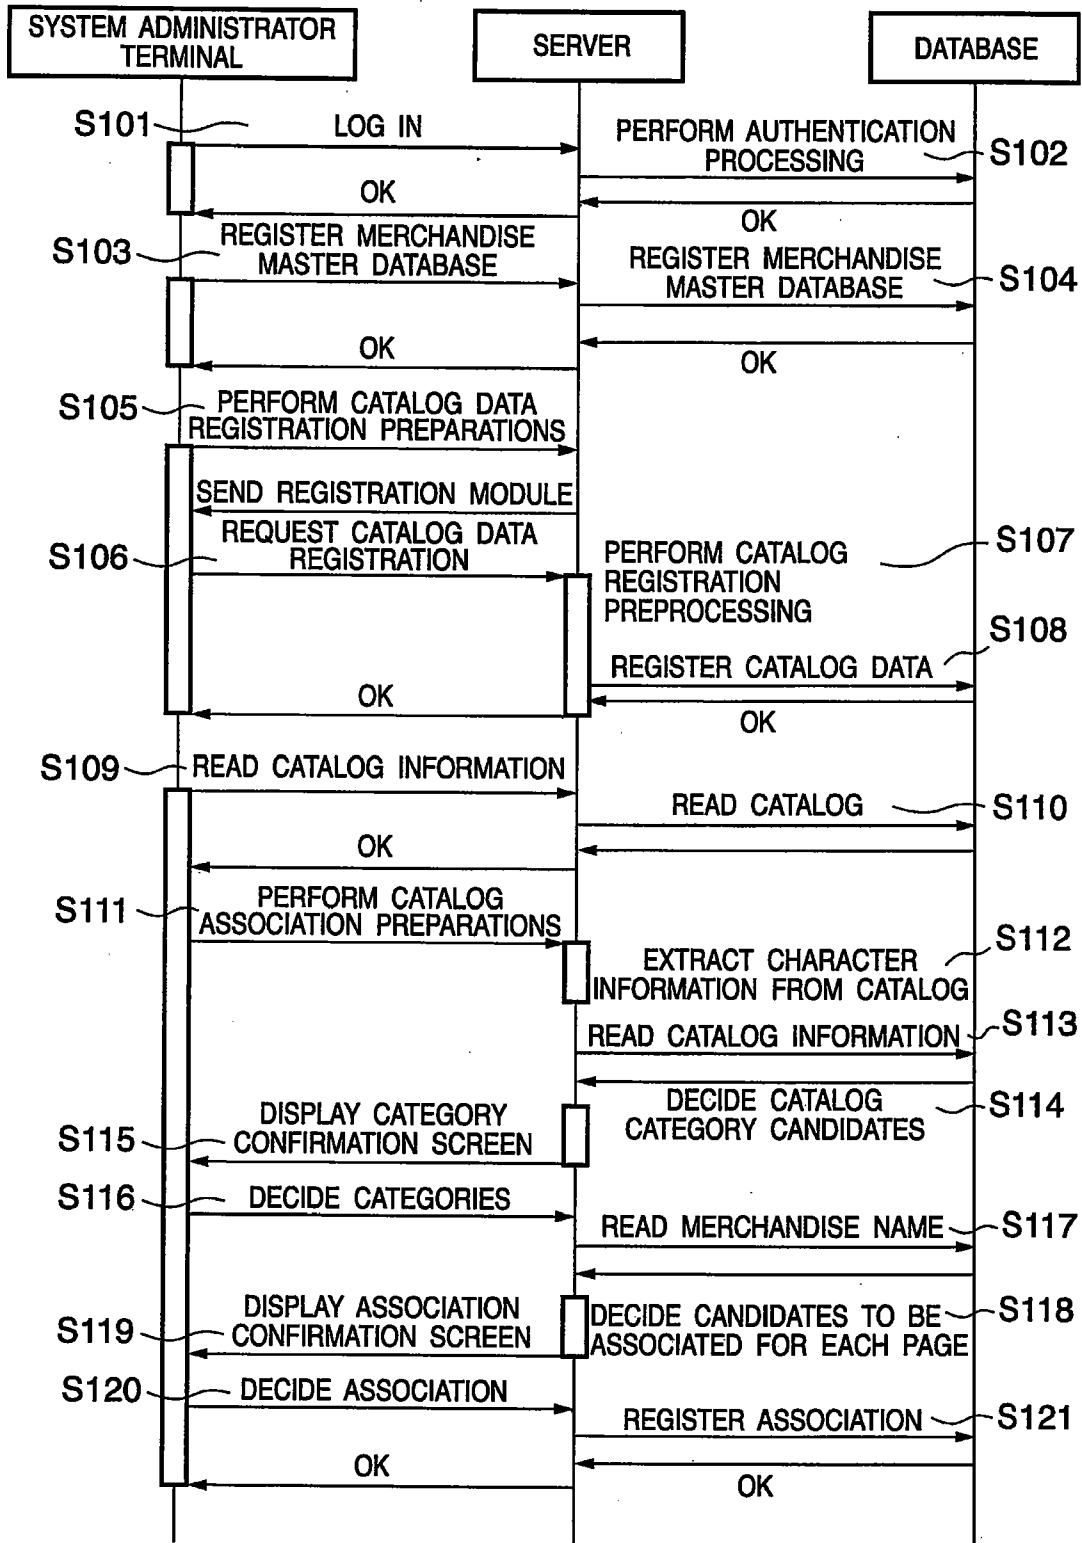 SYSTEM ADMINISTRATOR
TERMINAL
SERVER
DATABASE
S101
LOG IN
PERFORM AUTHENTICATION
PROCESSING
S102
OK
OK
S103
REGISTER MERCHANDISE
MASTER DATABASE
REGISTER MERCHANDISE
MASTER DATABASE
S104
OK
OK
S105
PERFORM CATALOG DATA
REGISTRATION PREPARATIONS
SEND REGISTRATION MODULE
S106
REQUEST CATALOG DATA
REGISTRATION
PERFORM CATALOG
REGISTRATION
PREPROCESSING
S107
S108
REGISTER CATALOG DATA
OK
OK
S109
READ CATALOG INFORMATION
READ CATALOG
S110
OK
S111
PERFORM CATALOG
ASSOCIATION PREPARATIONS
S112
EXTRACT CHARACTER
INFORMATION FROM CATALOG
S113
READ CATALOG INFORMATION
DECIDE CATALOG
CATEGORY CANDIDATES
S114
S115
DISPLAY CATEGORY
CONFIRMATION SCREEN
S116
DECIDE CATEGORIES
READ MERCHANDISE NAME
S117
DECIDE CANDIDATES TO BE
ASSOCIATED FOR EACH PAGE
S118
S119
DISPLAY ASSOCIATION
CONFIRMATION SCREEN
S120
DECIDE ASSOCIATION
REGISTER ASSOCIATION
S121
OK
OK